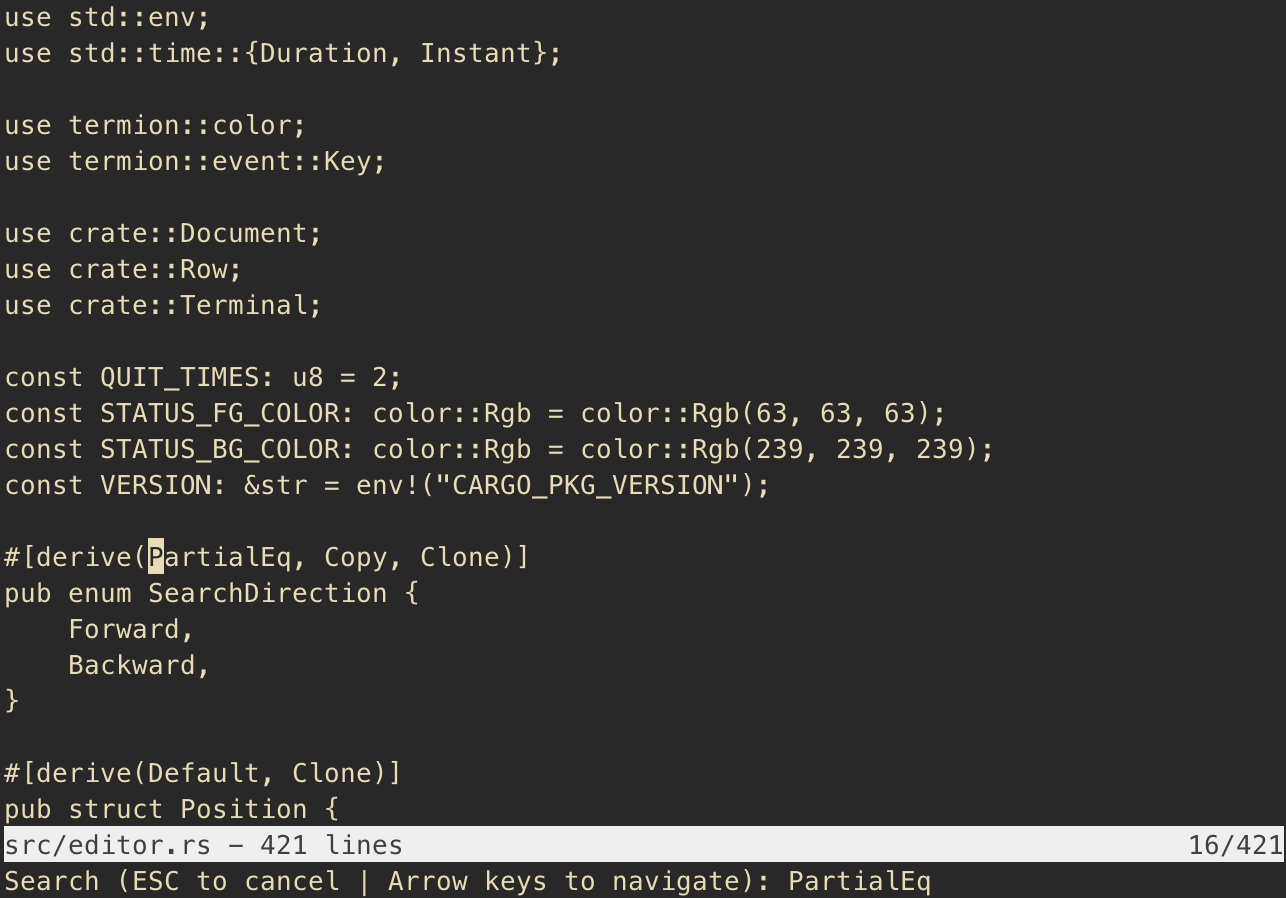 use std::env;
use std::time::{Duration, Instant};

use termion::color;
use termion::event::Key;

use crate::Document;
use crate::Row;
use crate::Terminal;

const QUIT_TIMES: u8 = 2;
const STATUS_FG_COLOR: color::Rgb = color::Rgb(63, 63, 63);
const STATUS_BG_COLOR: color::Rgb = color::Rgb(239, 239, 239);
const VERSION: &str = env!("CARGO_PKG_VERSION");

#[derive(PartialEq, Copy, Clone)]
pub enum SearchDirection {
    Forward,
    Backward,
}

#[derive(Default, Clone)]
pub struct Position {
src/editor.rs – 421 lines 16/421
Search (ESC to cancel | Arrow keys to navigate): PartialEq